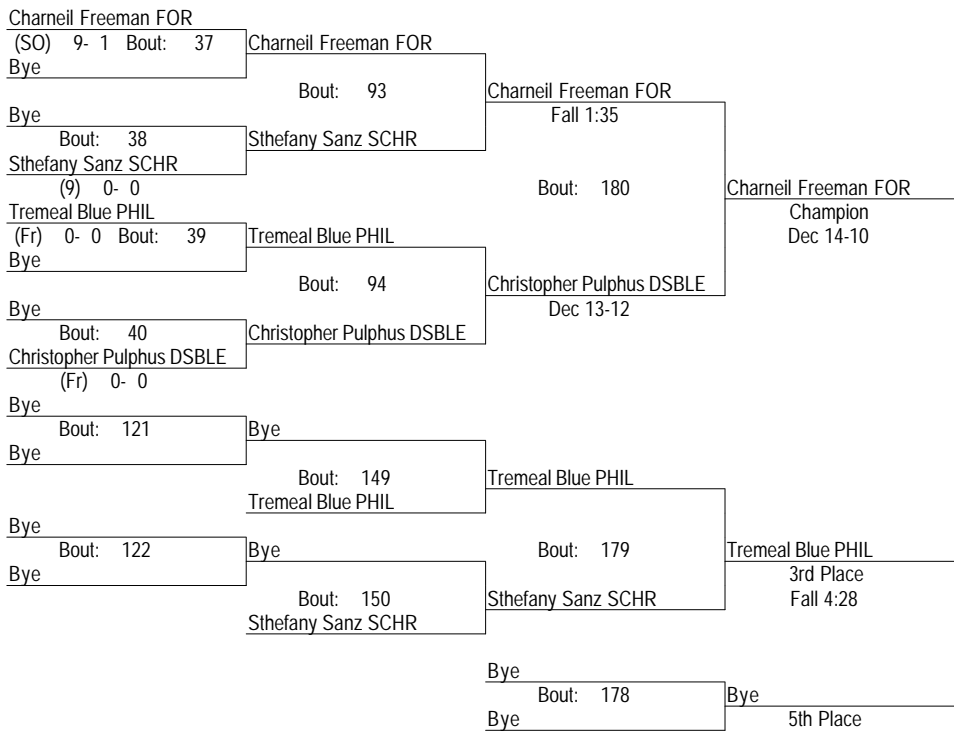 Charneil Freeman FOR
(SO) 9- 1 Bout: 37
Bye
Charneil Freeman FOR
Bout: 93
Charneil Freeman FOR
Fall 1:35
Bye
Bout: 38
Sthefany Sanz SCHR
Sthefany Sanz SCHR
(9) 0- 0
Bout: 180
Charneil Freeman FOR
Champion
Dec 14-10
Tremeal Blue PHIL
(Fr) 0- 0 Bout: 39
Bye
Tremeal Blue PHIL
Bout: 94
Christopher Pulphus DSBLE
Dec 13-12
Bye
Bout: 40
Christopher Pulphus DSBLE
Christopher Pulphus DSBLE
(Fr) 0- 0
Bye
Bout: 121
Bye
Bye
Bout: 149
Tremeal Blue PHIL
Tremeal Blue PHIL
Bye
Bout: 122
Bye
Bye
Bout: 179
Tremeal Blue PHIL
3rd Place
Fall 4:28
Bout: 150
Sthefany Sanz SCHR
Sthefany Sanz SCHR
Bye
Bout: 178
Bye
Bye
5th Place